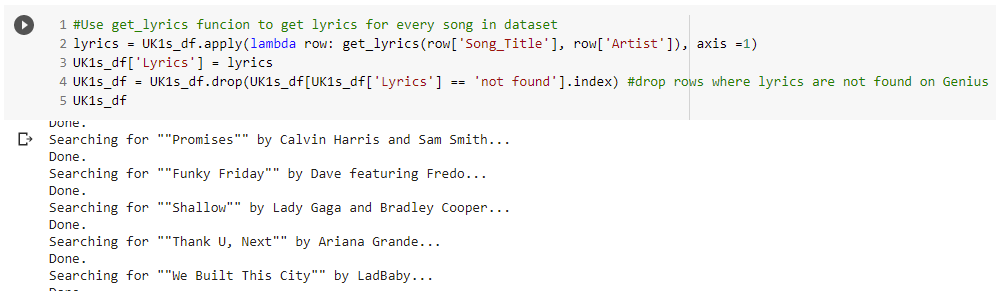 1 #Use get_lyrics funcion to get lyrics for every song in dataset
2 lyrics = UK1s_df.apply(lambda row: get_lyrics(row['Song_Title'], row['Artist']), axis =1)
3 UK1s_df['Lyrics'] = lyrics
4 UK1s_df = UK1s_df.drop(UK1s_df[UK1s_df['Lyrics'] == 'not found'].index) #drop rows where lyrics are not found on Genius
5 UK1s_df
Done.
Searching for ""Promises"" by Calvin Harris and Sam Smith...
Done.
Searching for ""Funky Friday"" by Dave featuring Fredo...
Done.
Searching for ""Shallow"" by Lady Gaga and Bradley Cooper...
Done.
Searching for ""Thank U, Next"" by Ariana Grande...
Done.
Searching for ""We Built This City"" by LadBaby...
Done.